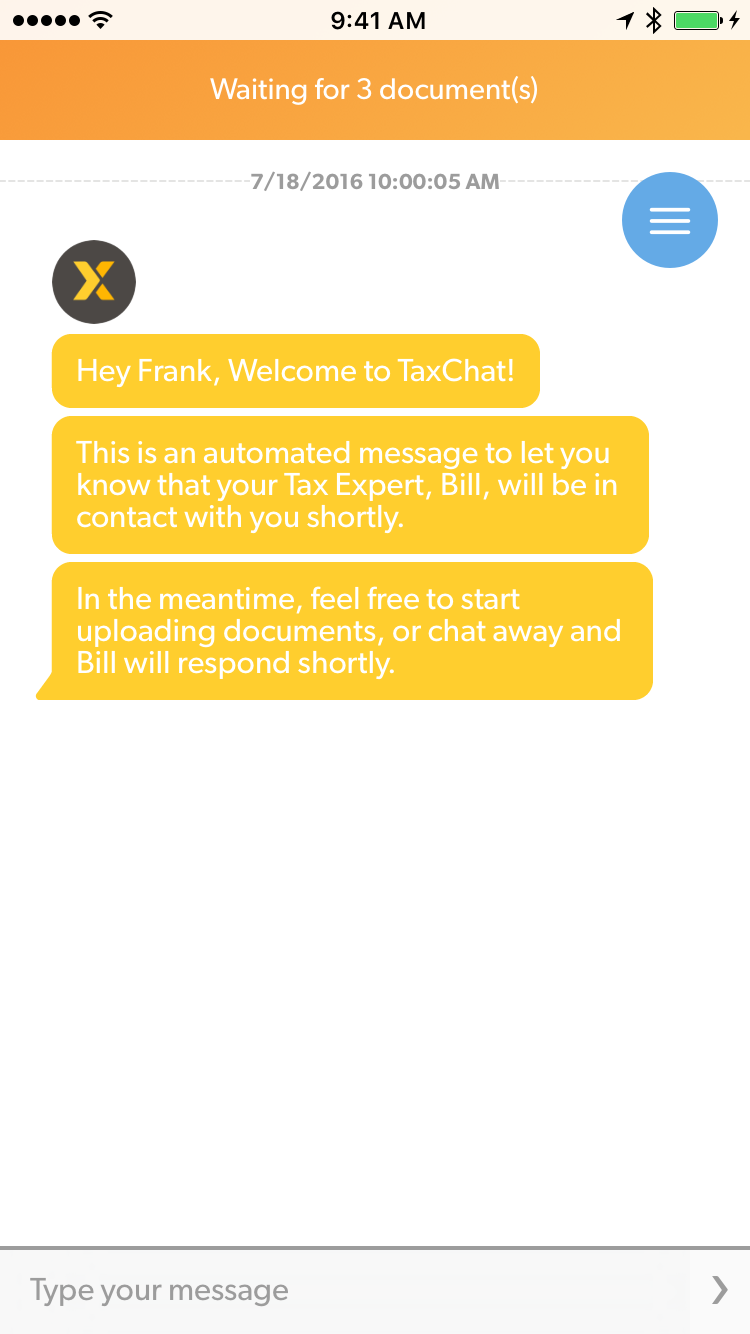 9:41 AM
Waiting for 3 document(s)
7/18/2016 10:00:05 AM
Hey Frank, Welcome to TaxChat!
This is an automated message to let you
know that your Tax Expert, Bill, will be in
contact with you shortly.
In the meantime, feel free to start
uploading documents, or chat away and
Bill will respond shortly.
Type your message